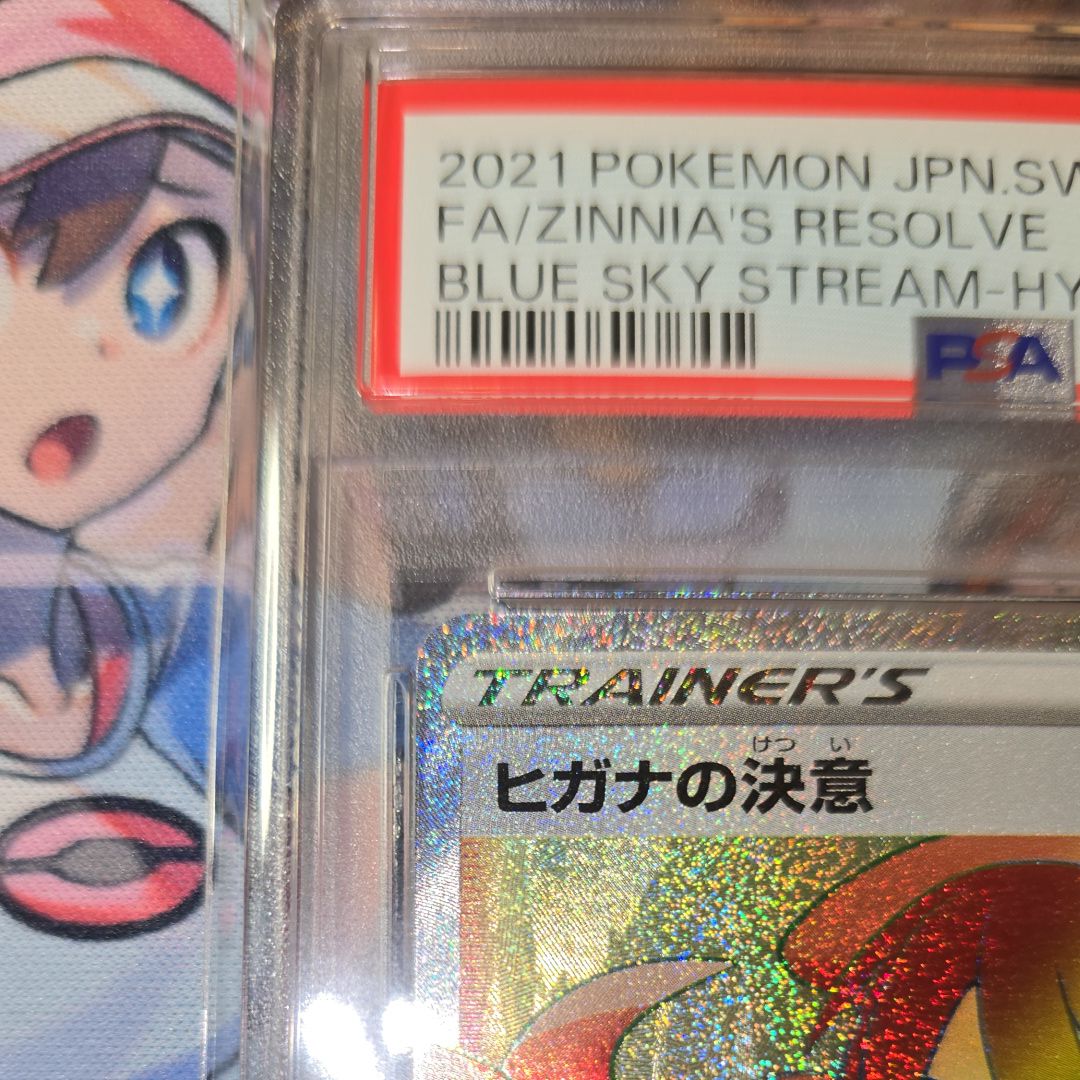 2021 POKEMON JPN.SW
FA/ZINNIA'S RESOLVE
BLUE SKY STREAM-HY
PSA
TRAINER'S
けつ い
ヒガナの決意